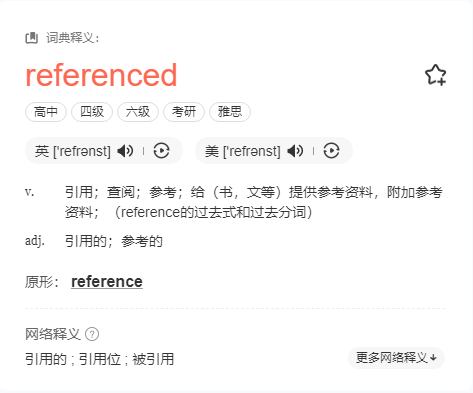 词典释义：
referenced
高中 四级 六级 考研 雅思
英 ['refrənst] 美 ['refrənst]
v. 引用；查阅；参考；给（书，文等）提供参考资料，附加参考
资料；（reference的过去式和过去分词）
adj. 引用的；参考的
原形： reference
网络释义 ?
引用的 ; 引用位 ; 被引用 更多网络释义